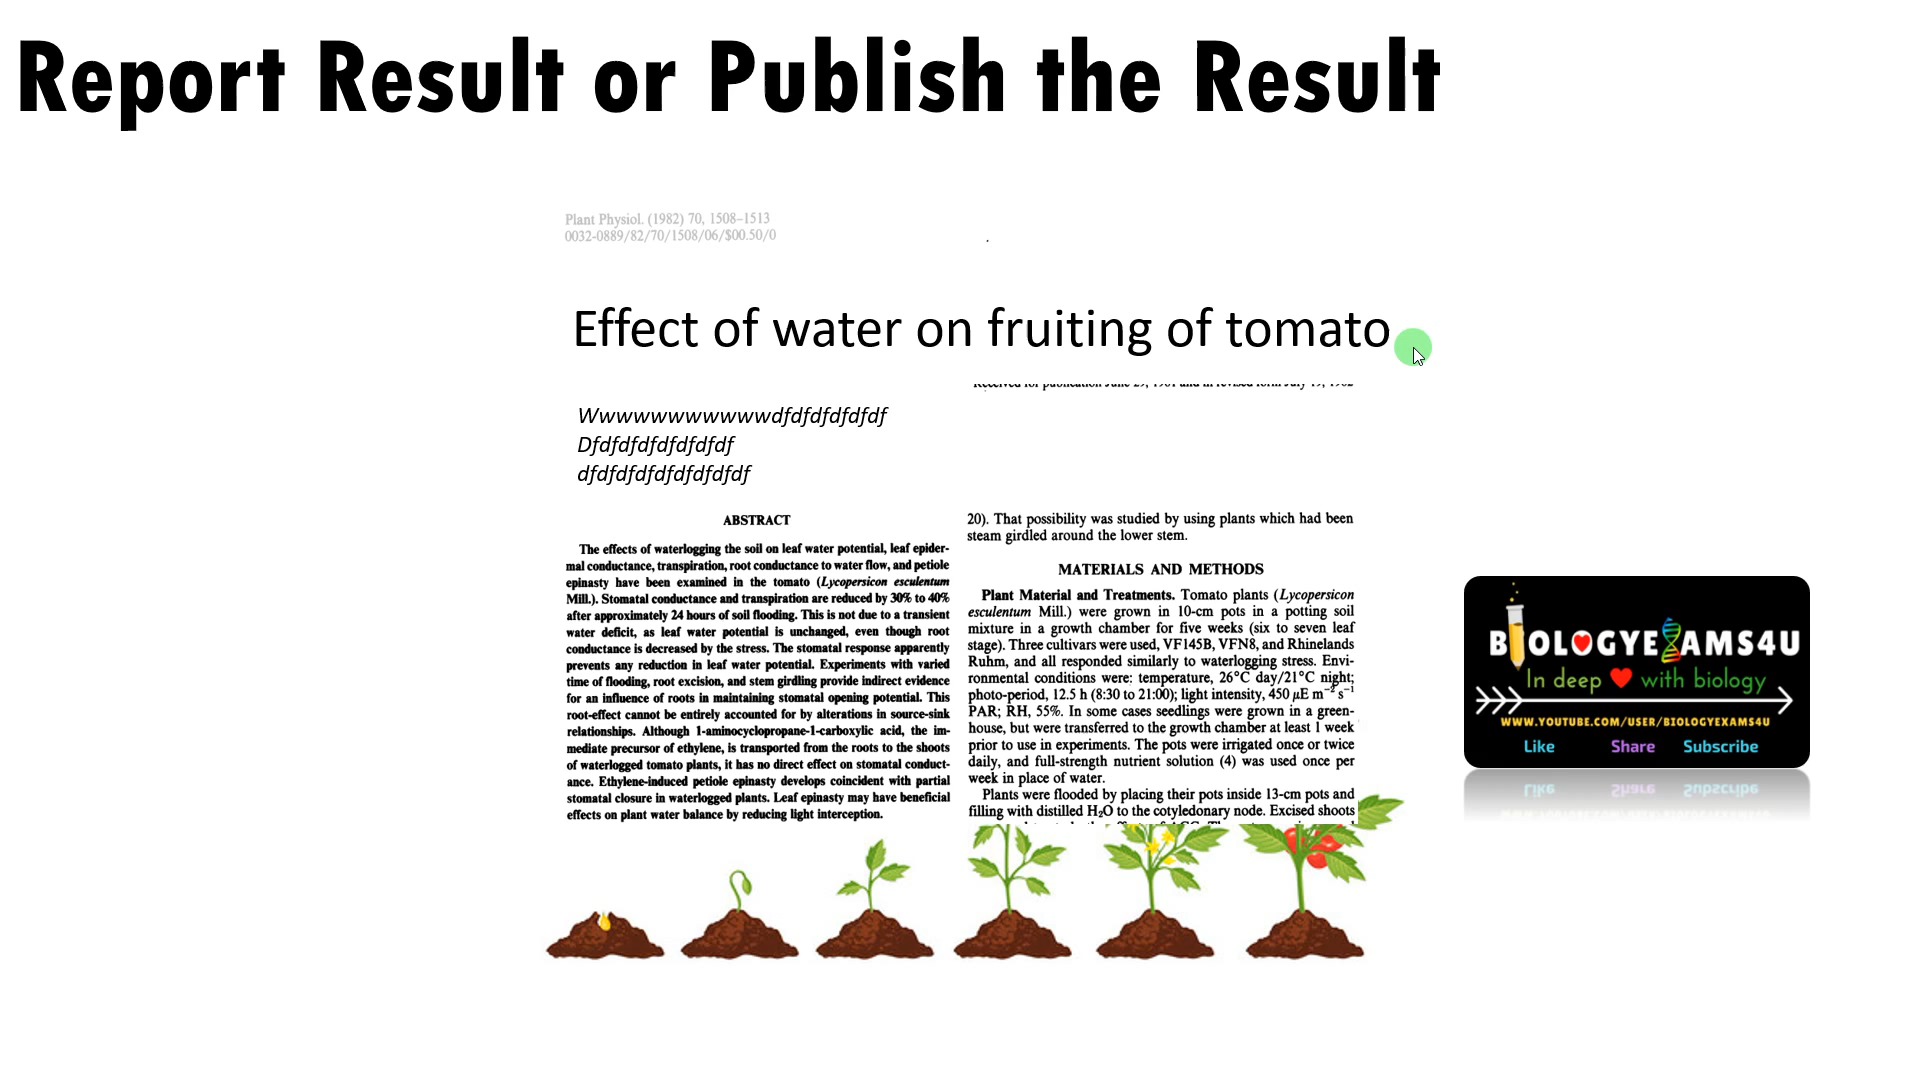 Report Result or Publish the Result
Plant Physiol. (1982) 70, 1508–1513
0032-0889/82/70/1508/06/$00.50/0
Effect of water on fruiting of tomato
Received for publication June 29, 1981 and in revised form July 19, 1982
Wwwwwwwwwwwdfdfdfdfdfdf
Dfdfdfdfdfdfdfdf
dfdfdfdfdfdfdfdfdf
ABSTRACT
The effects of waterlogging the soil on leaf water potential, leaf epider-
mal conductance, transpiration, root conductance to water flow, and petiole
epinasty have been examined in the tomato (Lycopersicon esculentum
Mill.). Stomatal conductance and transpiration are reduced by 30% to 40%
after approximately 24 hours of soil flooding. This is not due to a transient
water deficit, as leaf water potential is unchanged, even though root
conductance is decreased by the stress. The stomatal response apparently
prevents any reduction in leaf water potential. Experiments with varied
time of flooding, root excision, and stem girdling provide indirect evidence
for an influence of roots in maintaining stomatal opening potential. This
root-effect cannot be entirely accounted for by alterations in source-sink
relationships. Although 1-aminocyclopropane-1-carboxylic acid, the im-
mediate precursor of ethylene, is transported from the roots to the shoots
of waterlogged tomato plants, it has no direct effect on stomatal conduct-
ance. Ethylene-induced petiole epinasty develops coincident with partial
stomatal closure in waterlogged plants. Leaf epinasty may have beneficial
effects on plant water balance by reducing light interception.
20). That possibility was studied by using plants which had been
steam girdled around the lower stem.
MATERIALS AND METHODS
Plant Material and Treatments. Tomato plants (Lycopersicon
esculentum Mill.) were grown in 10-cm pots in a potting soil
mixture in a growth chamber for five weeks (six to seven leaf
stage). Three cultivars were used, VF145B, VFN8, and Rhinelands
Ruhm, and all responded similarly to waterlogging stress. Envi-
ronmental conditions were: temperature, 26°C day/21°C night;
photo-period, 12.5 h (8:30 to 21:00); light intensity, 450 μE m⁻² s⁻¹
PAR; RH, 55%. In some cases seedlings were grown in a green-
house, but were transferred to the growth chamber at least 1 week
prior to use in experiments. The pots were irrigated once or twice
daily, and full-strength nutrient solution (4) was used once per
week in place of water.
Plants were flooded by placing their pots inside 13-cm pots and
filling with distilled H₂O to the cotyledonary node. Excised shoots
BIOLOGYEXAMS4U
In deep with biology
WWW.YOUTUBE.COM/USER/BIOLOGYEXAMS4U
Like Share Subscribe